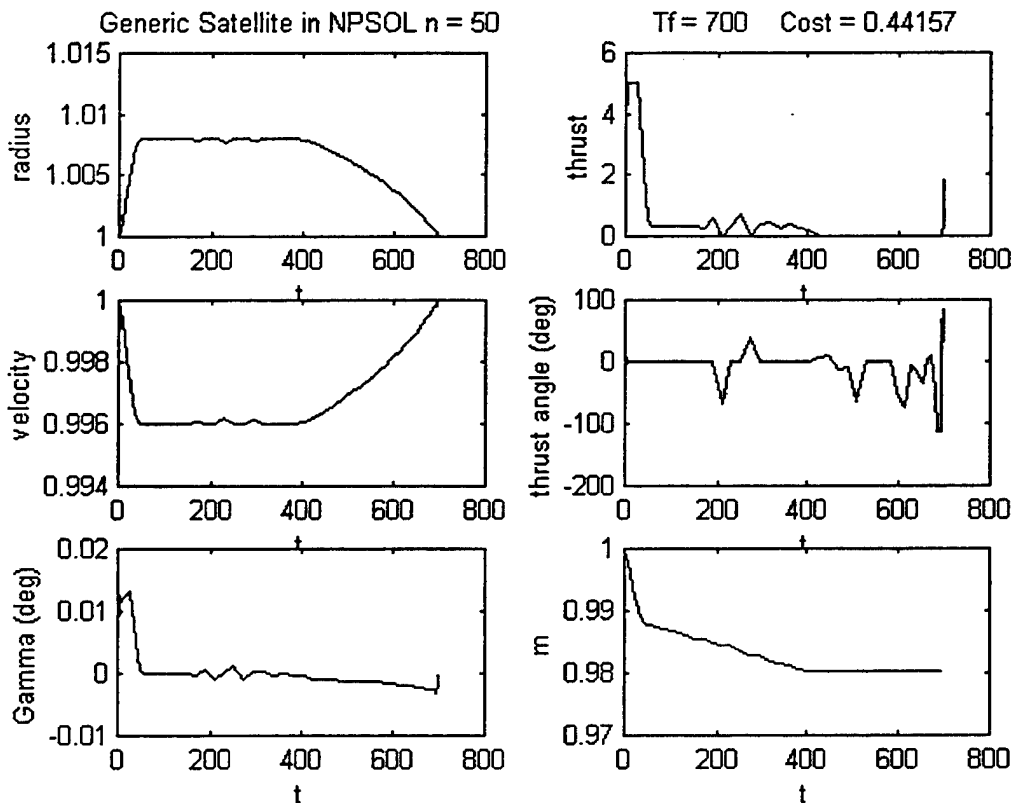 Generic Satellite in NPSOL n = 50
Tf = 700 Cost = 0.44157
1.015
1.01
1.005
1
radius
0 200 400 600 800
t
6
4
2
0
thrust
0 200 400 600 800
t
1
0.998
0.996
0.994
velocity
0 200 400 600 800
t
100
0
-100
-200
thrust angle (deg)
0 200 400 600 800
t
0.02
0.01
0
-0.01
Gamma (deg)
0 200 400 600 800
t
1
0.99
0.98
0.97
m
0 200 400 600 800
t